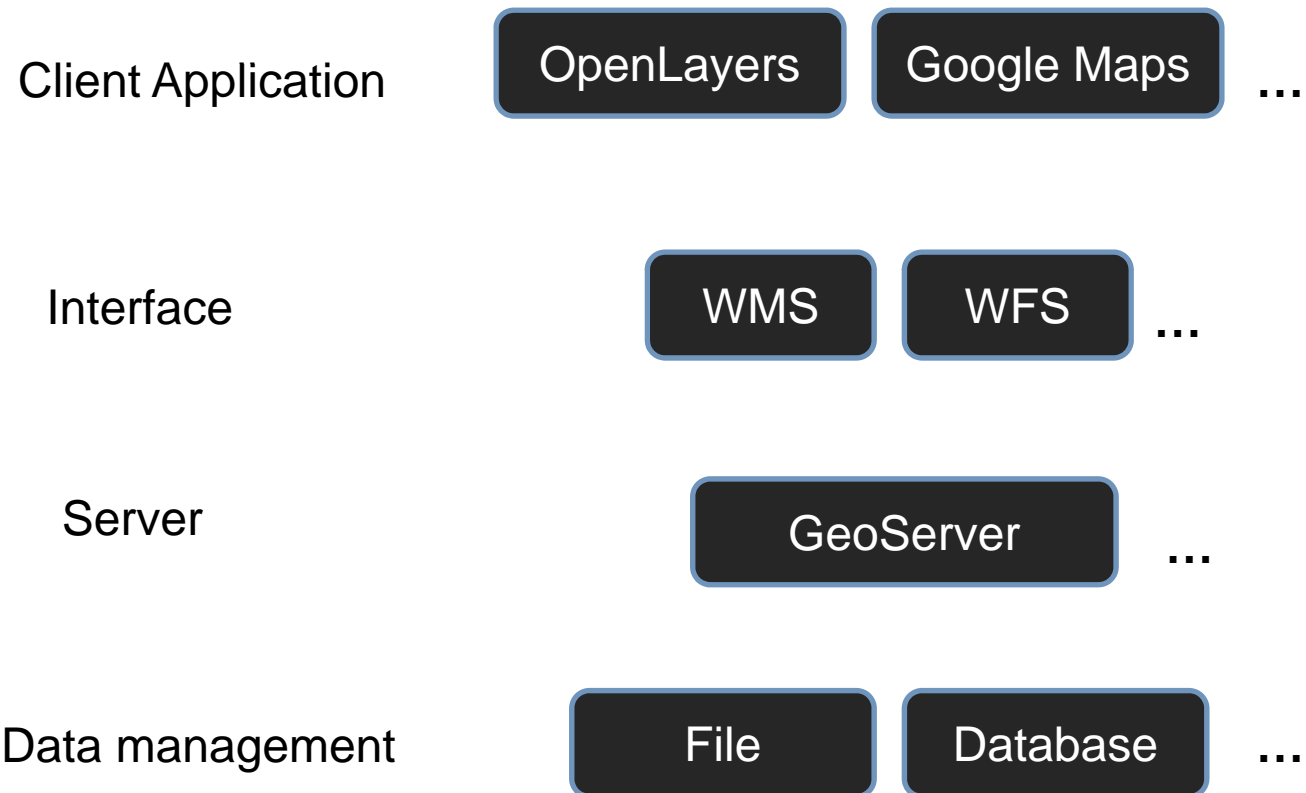 Client Application
OpenLayers
Google Maps
...
Interface
WMS
WFS
...
Server
GeoServer
...
Data management
File
Database
...